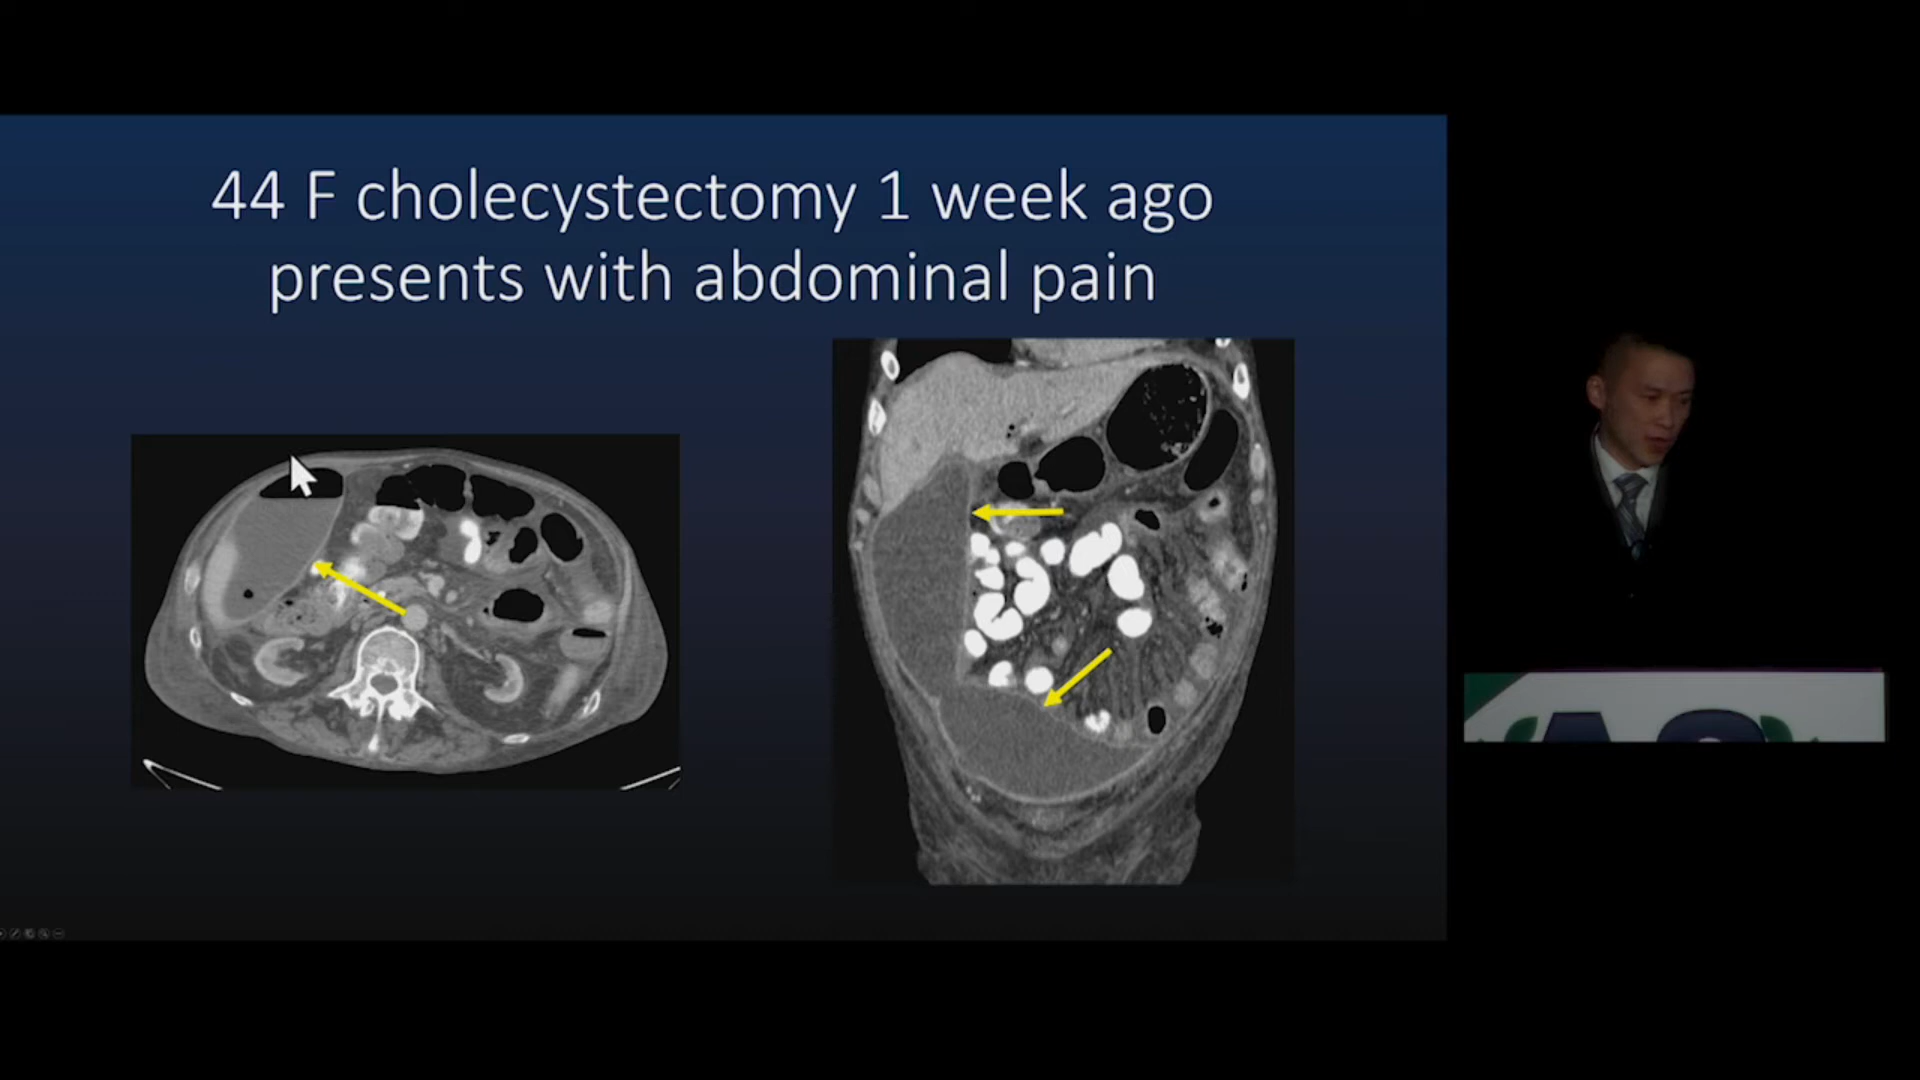 44 F cholecystectomy 1 week ago
presents with abdominal pain